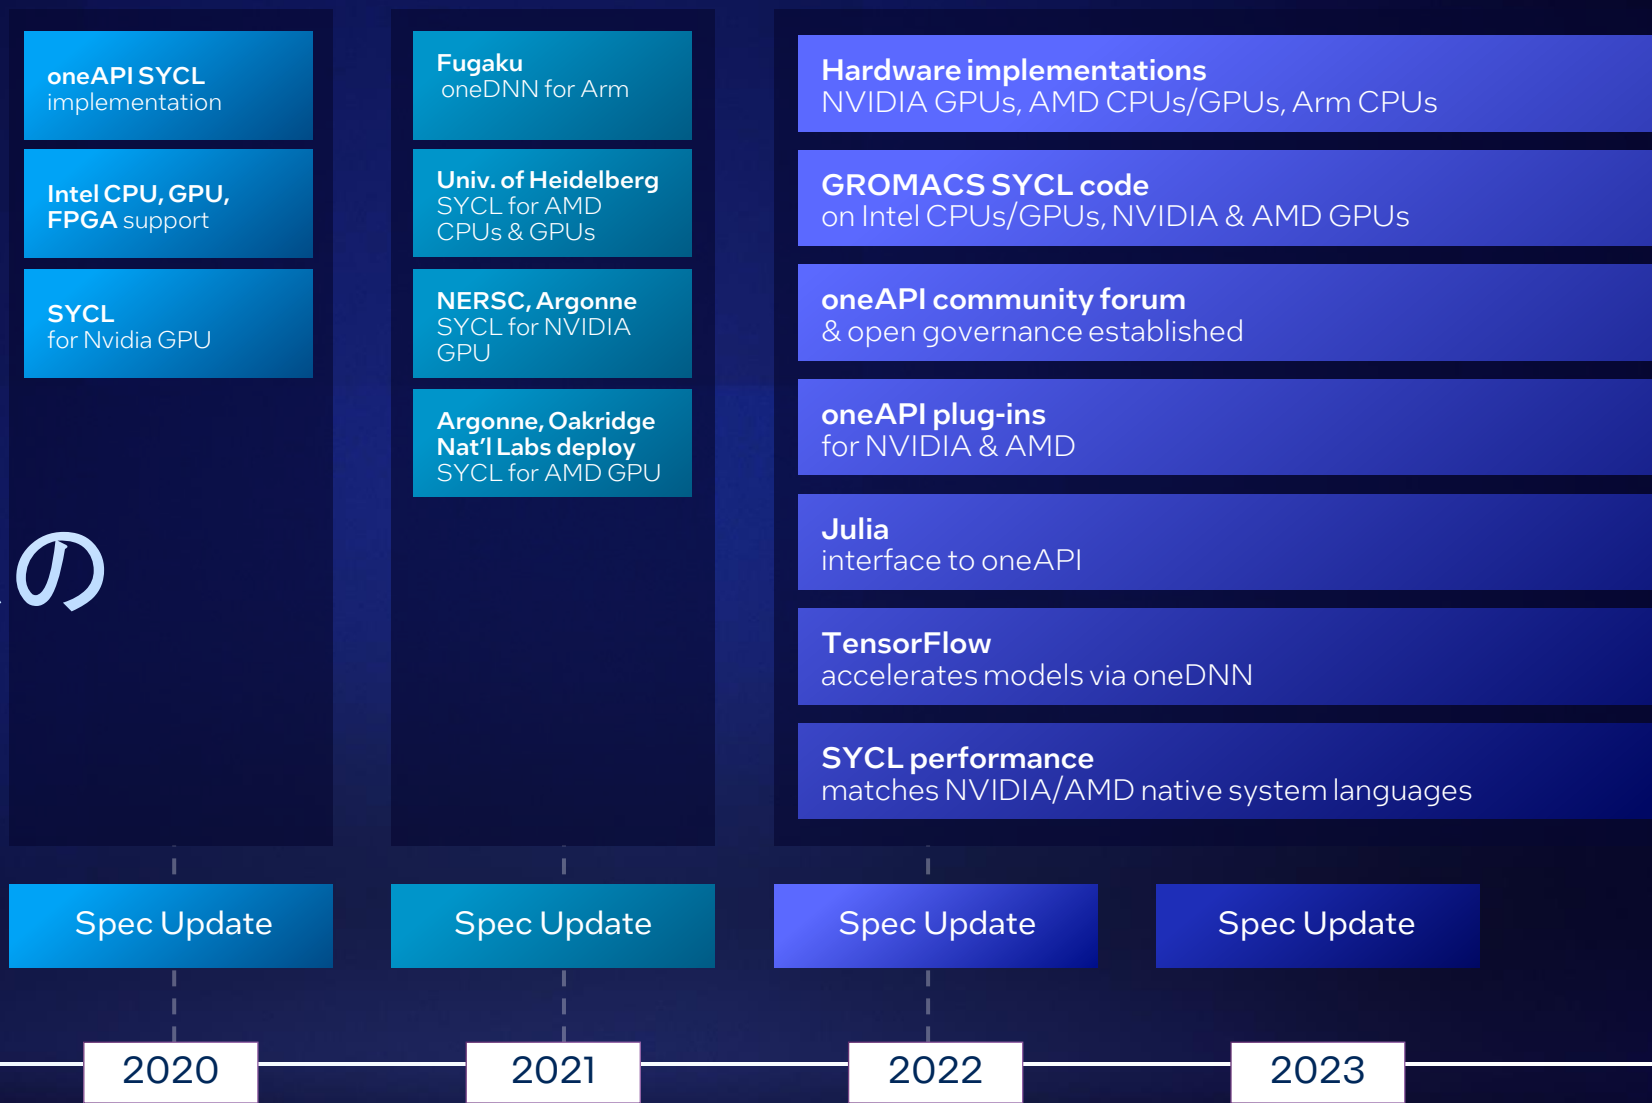 oneAPI SYCL
implementation
Intel CPU, GPU,
FPGA support
SYCL
for Nvidia GPU
の
Fugaku
oneDNN for Arm
Univ. of Heidelberg
SYCL for AMD
CPUs & GPUs
NERSC, Argonne
SYCL for NVIDIA
GPU
Argonne, Oakridge
Nat’l Labs deploy
SYCL for AMD GPU
Hardware implementations
NVIDIA GPUs, AMD CPUs/GPUs, Arm CPUs
GROMACS SYCL code
on Intel CPUs/GPUs, NVIDIA & AMD GPUs
oneAPI community forum
& open governance established
oneAPI plug-ins
for NVIDIA & AMD
Julia
interface to oneAPI
TensorFlow
accelerates models via oneDNN
SYCL performance
matches NVIDIA/AMD native system languages
Spec Update
Spec Update
Spec Update
Spec Update
2020
2021
2022
2023